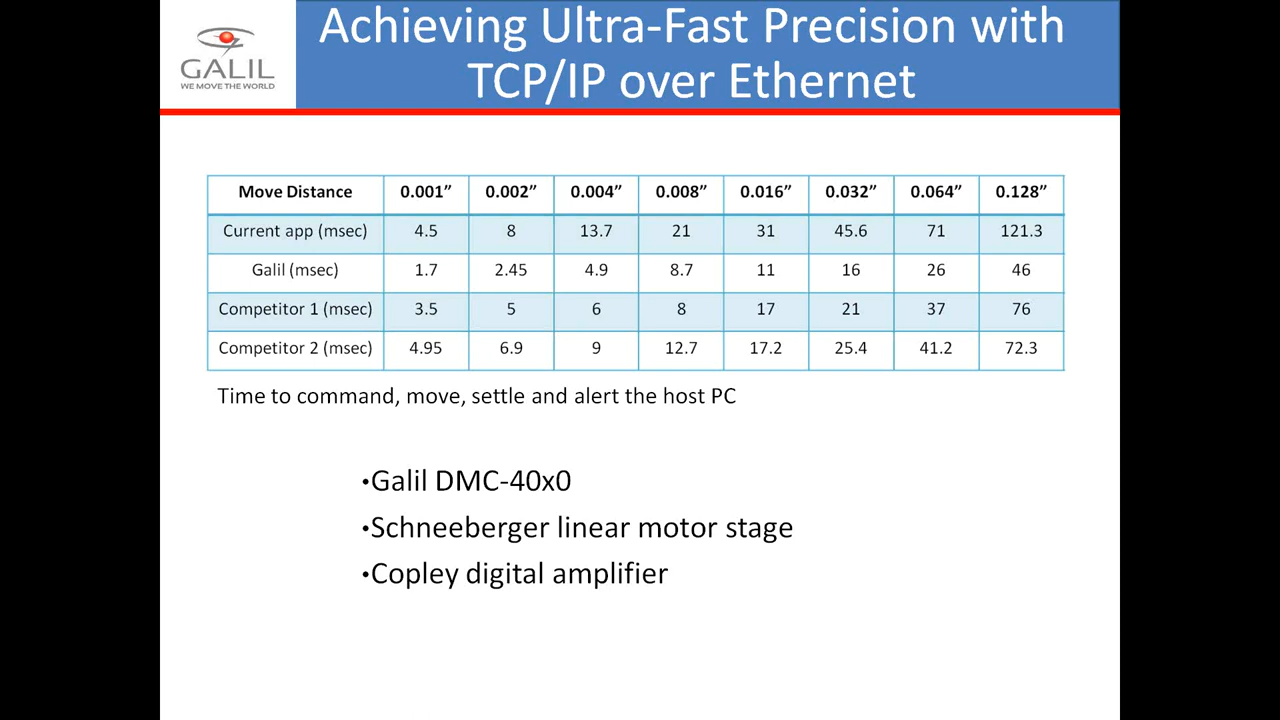 GALIL
WE MOVE THE WORLD
Achieving Ultra-Fast Precision with
TCP/IP over Ethernet
Move Distance 0.001” 0.002” 0.004” 0.008” 0.016” 0.032” 0.064” 0.128”
Current app (msec) 4.5 8 13.7 21 31 45.6 71 121.3
Galil (msec) 1.7 2.45 4.9 8.7 11 16 26 46
Competitor 1 (msec) 3.5 5 6 8 17 21 37 76
Competitor 2 (msec) 4.95 6.9 9 12.7 17.2 25.4 41.2 72.3
Time to command, move, settle and alert the host PC
•Galil DMC-40x0
•Schneeberger linear motor stage
•Copley digital amplifier